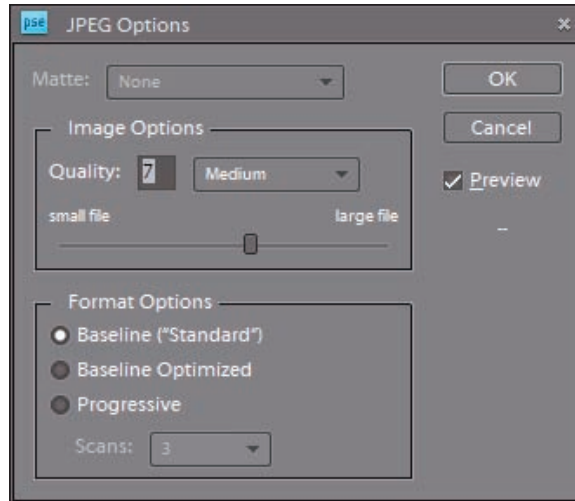 pse JPEG Options
Matte: None
OK
Cancel
Preview
Image Options
Quality: 7 Medium
small file large file
Format Options
Baseline ("Standard")
Baseline Optimized
Progressive
Scans: 3